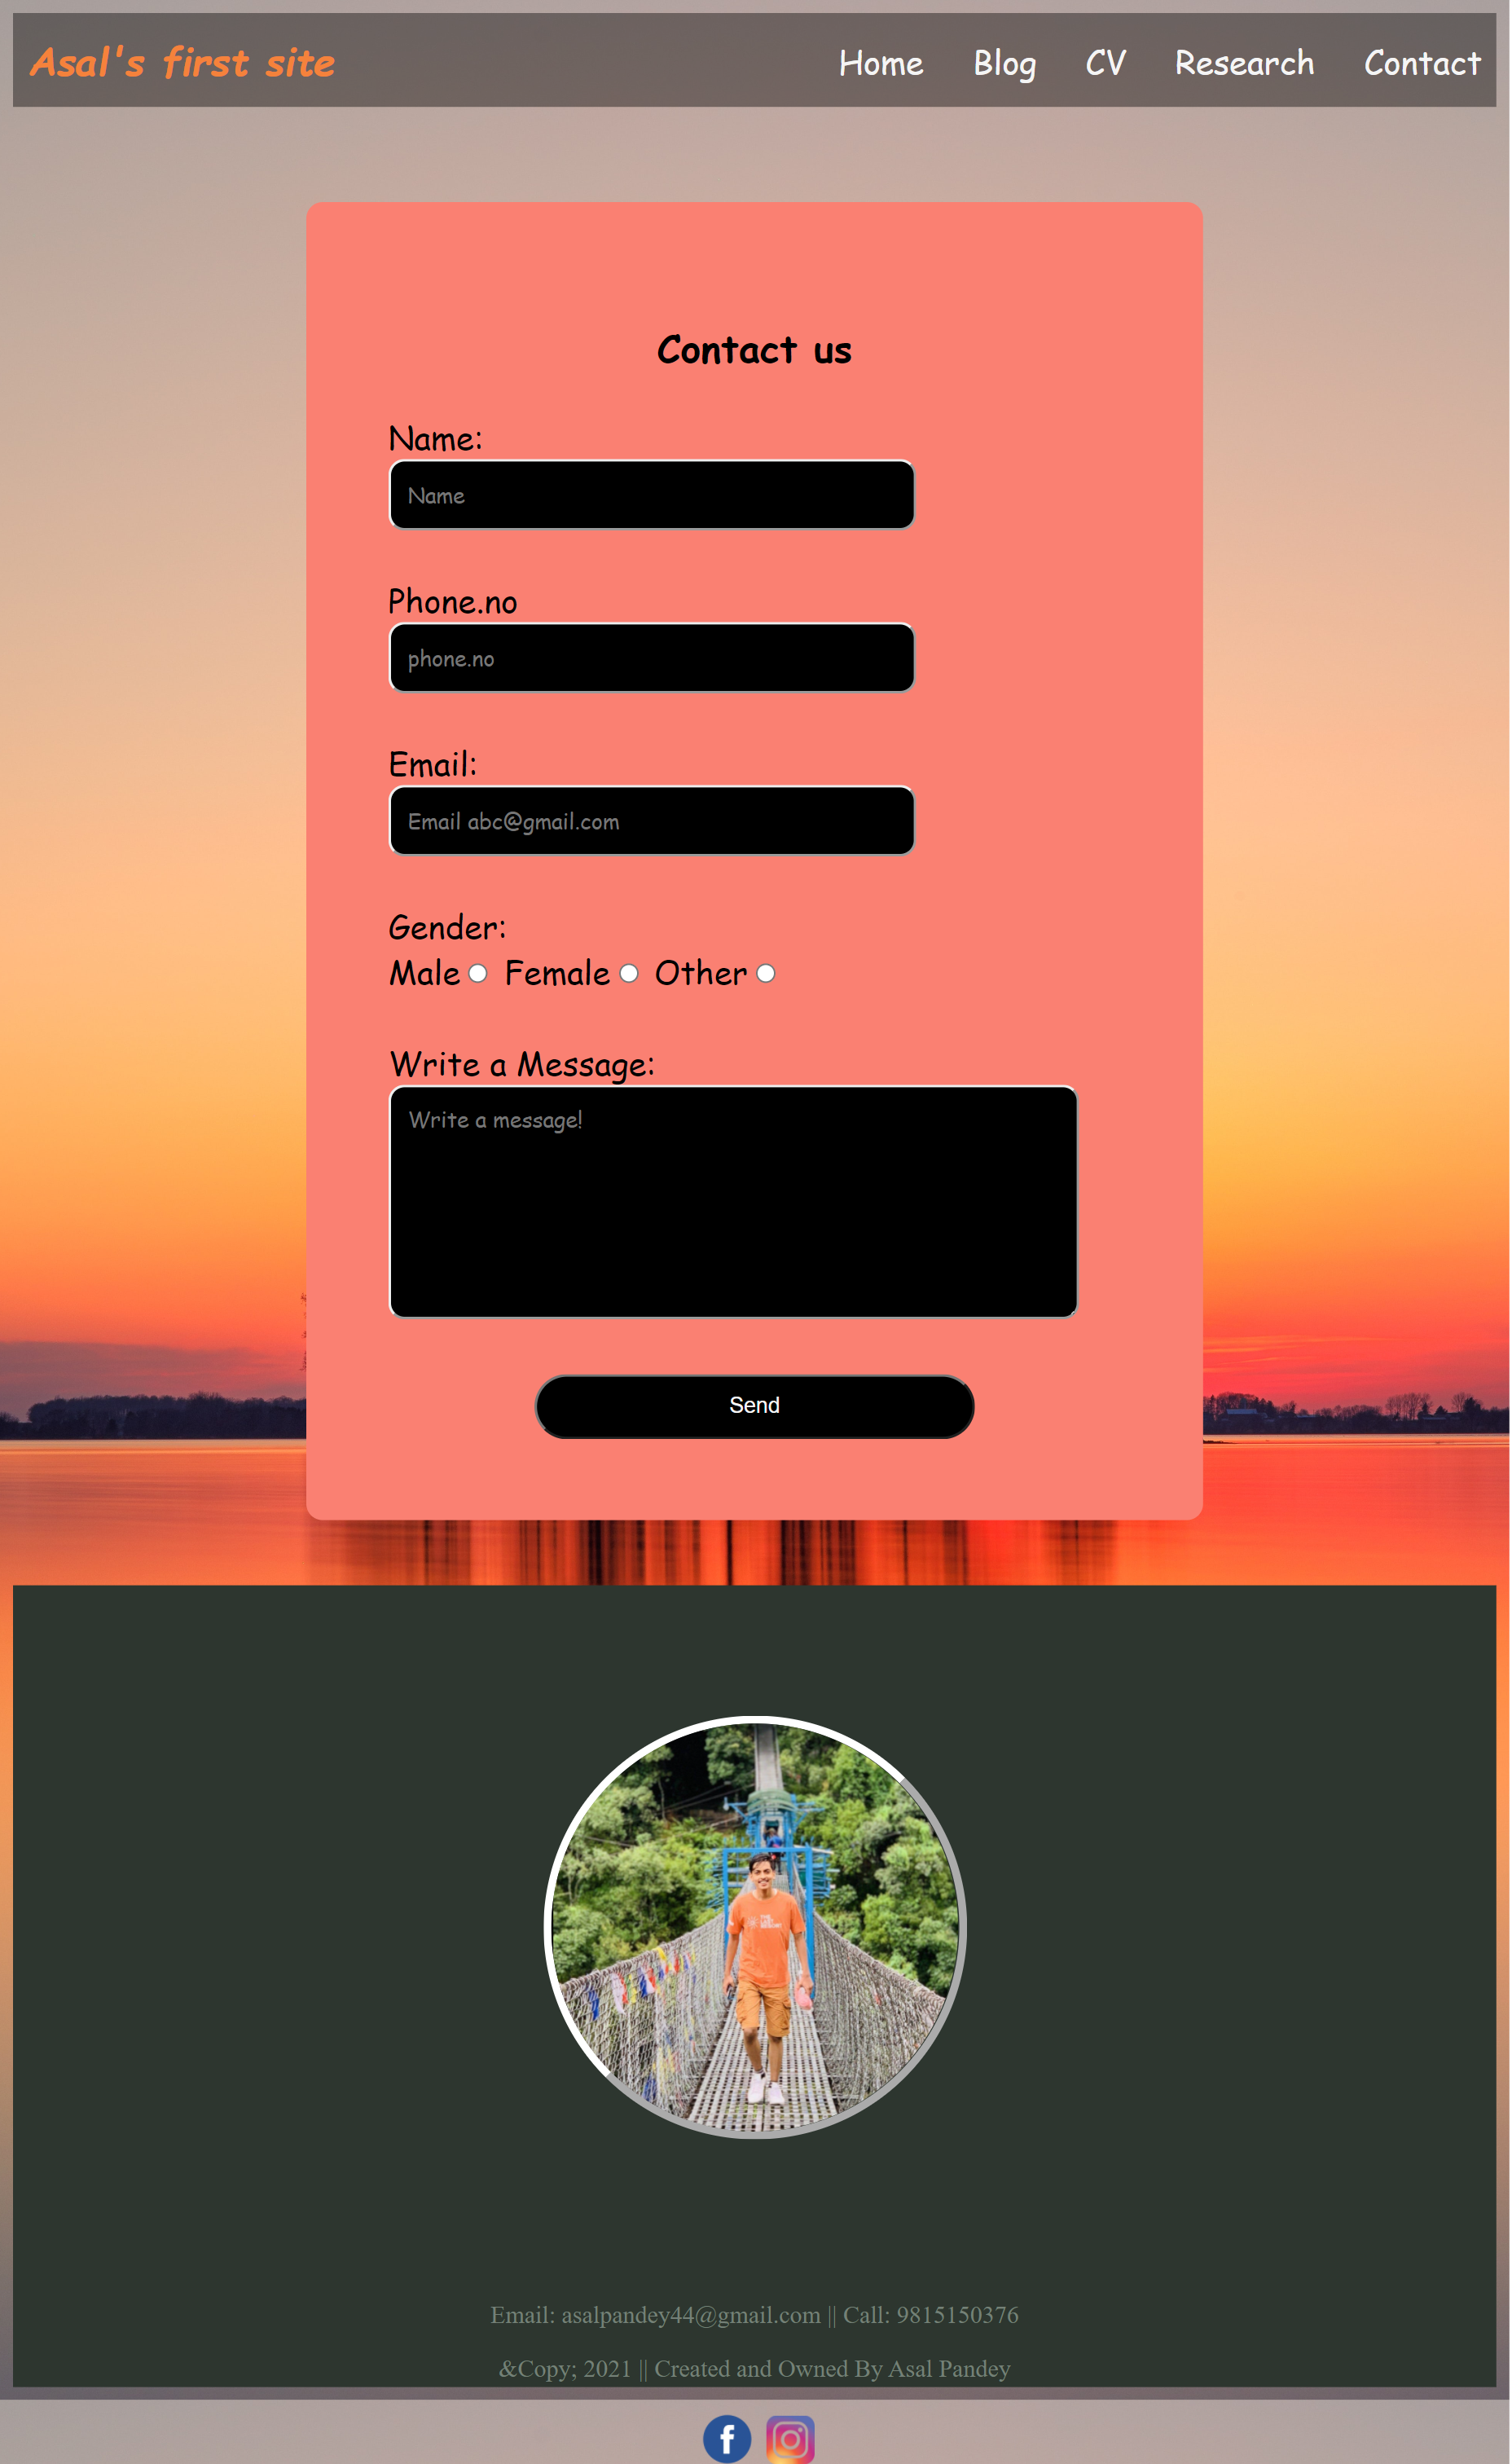 Asal's first site Home Blog CV Research Contact
Contact us
Name:
Name
Phone.no
phone.no
Email:
Email abc@gmail.com
Gender:
Male Female Other
Write a Message:
Write a message!
Send
Email: asalpandey44@gmail.com || Call: 9815150376
&Copy; 2021 || Created and Owned By Asal Pandey